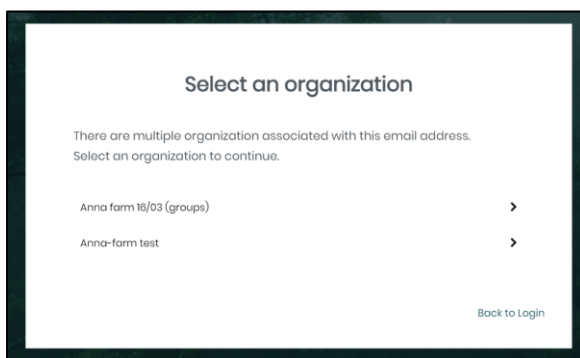 Select an organization
There are multiple organization associated with this email address.
Select an organization to continue.
Anna farm 16/03 (groups)
Anna-farm test
Back to Login